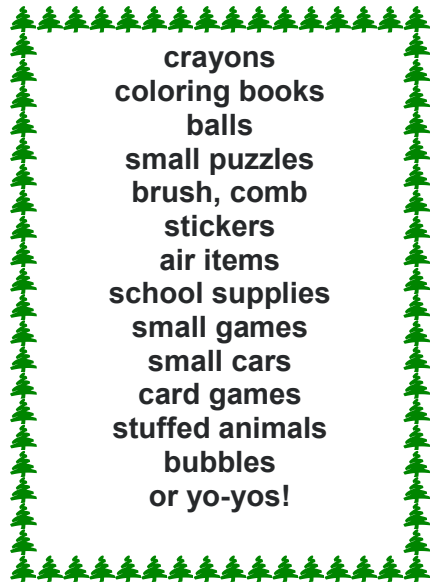 crayons
coloring books
balls
small puzzles
brush, comb
stickers
air items
school supplies
small games
small cars
card games
stuffed animals
bubbles
or yo-yos!